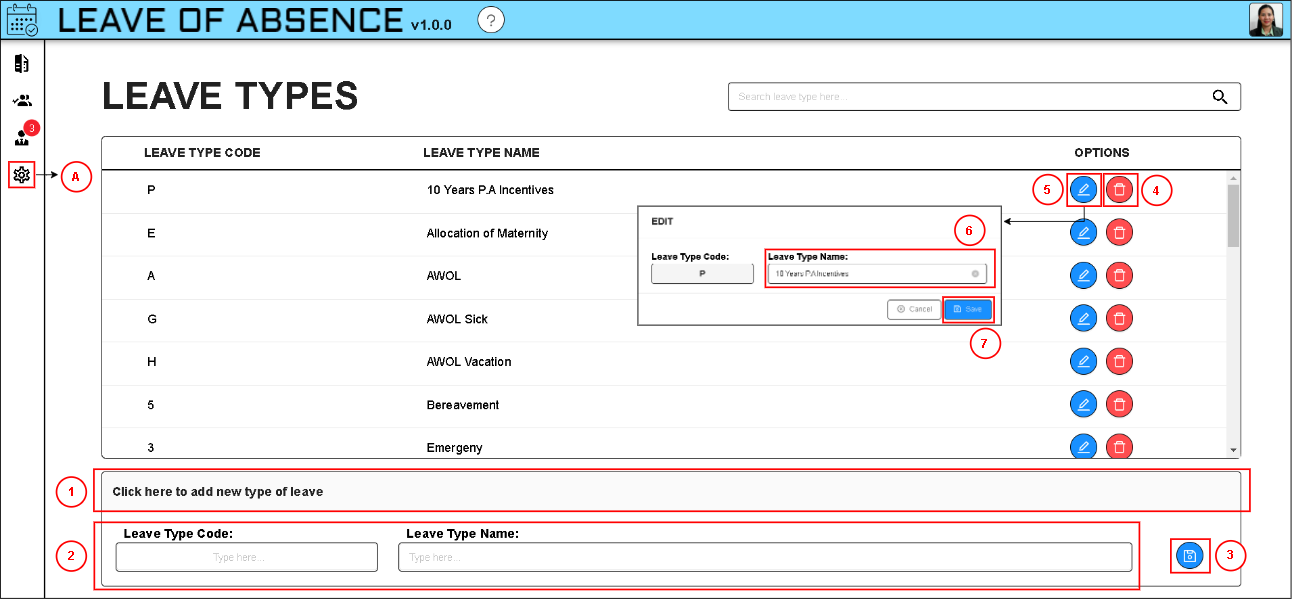 LEAVE OF ABSENCE v1.0.0 ?
LEAVE TYPES
Search leave type here...
3
A
LEAVE TYPE CODE LEAVE TYPE NAME OPTIONS
P 10 Years P.A Incentives 5 4
E Allocation of Maternity
A AWOL
G AWOL Sick
H AWOL Vacation
5 Bereavement
3 Emergeny
EDIT 6
Leave Type Code: Leave Type Name:
P 10 Years P.A Incentives
Cancel Save
7
1 Click here to add new type of leave
Leave Type Code: Leave Type Name:
2 Type here... Type here... 3